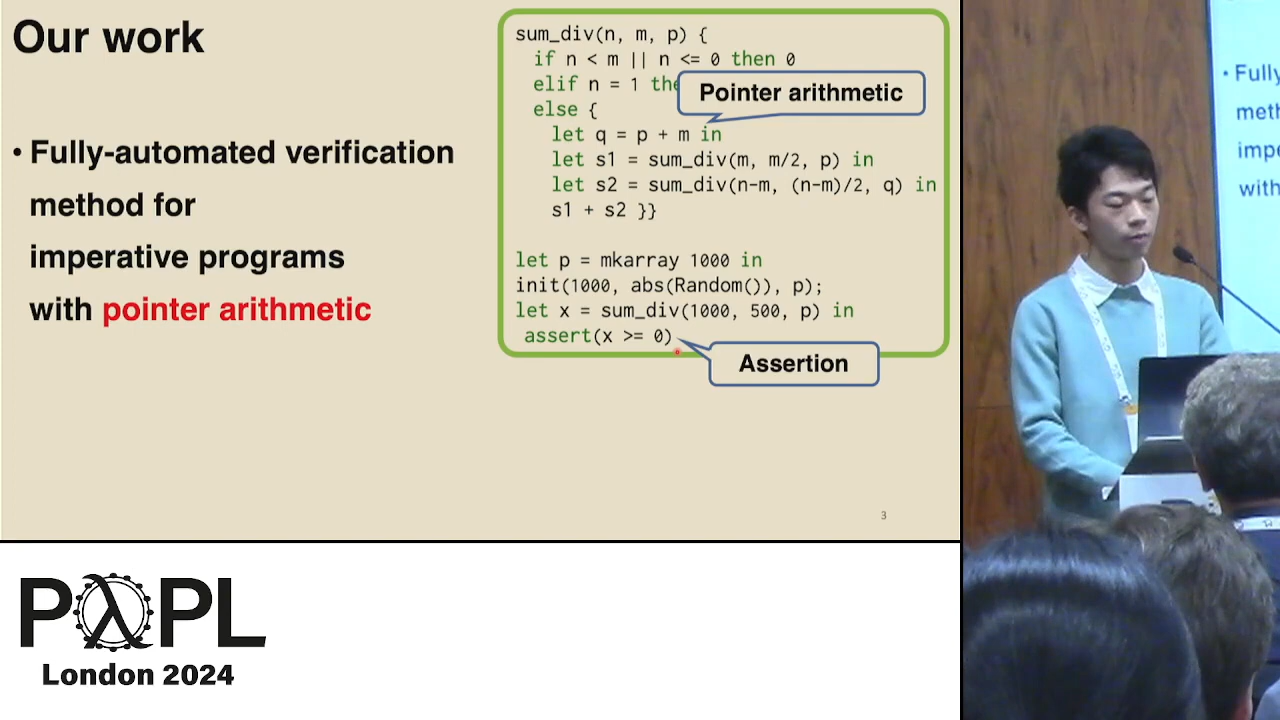 Our work
• Fully-automated verification
method for
imperative programs
with pointer arithmetic
sum_div(n, m, p) {
if n < m || n <= 0 then 0
elif n = 1 the
Pointer arithmetic
else {
let q = p + m in
let s1 = sum_div(m, m/2, p) in
let s2 = sum_div(n-m, (n-m)/2, q) in
s1 + s2 }}
let p = mkarray 1000 in
init(1000, abs(Random()), p);
let x = sum_div(1000, 500, p) in
assert(x >= 0)
Assertion
3
PλPL
London 2024
• Fully
meth
impe
with